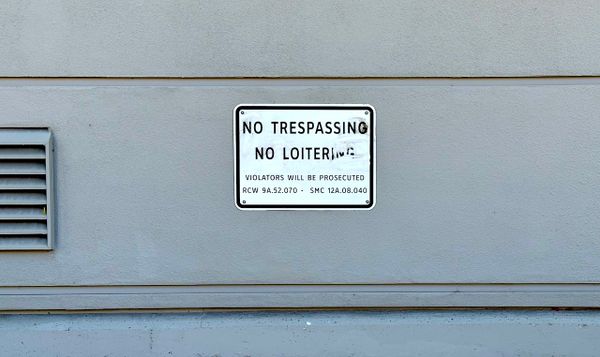 NO TRESPASSING
NO LOITERING
VIOLATORS WILL BE PROSECUTED
RCW 9A.52.070 - SMC 12A.08.040